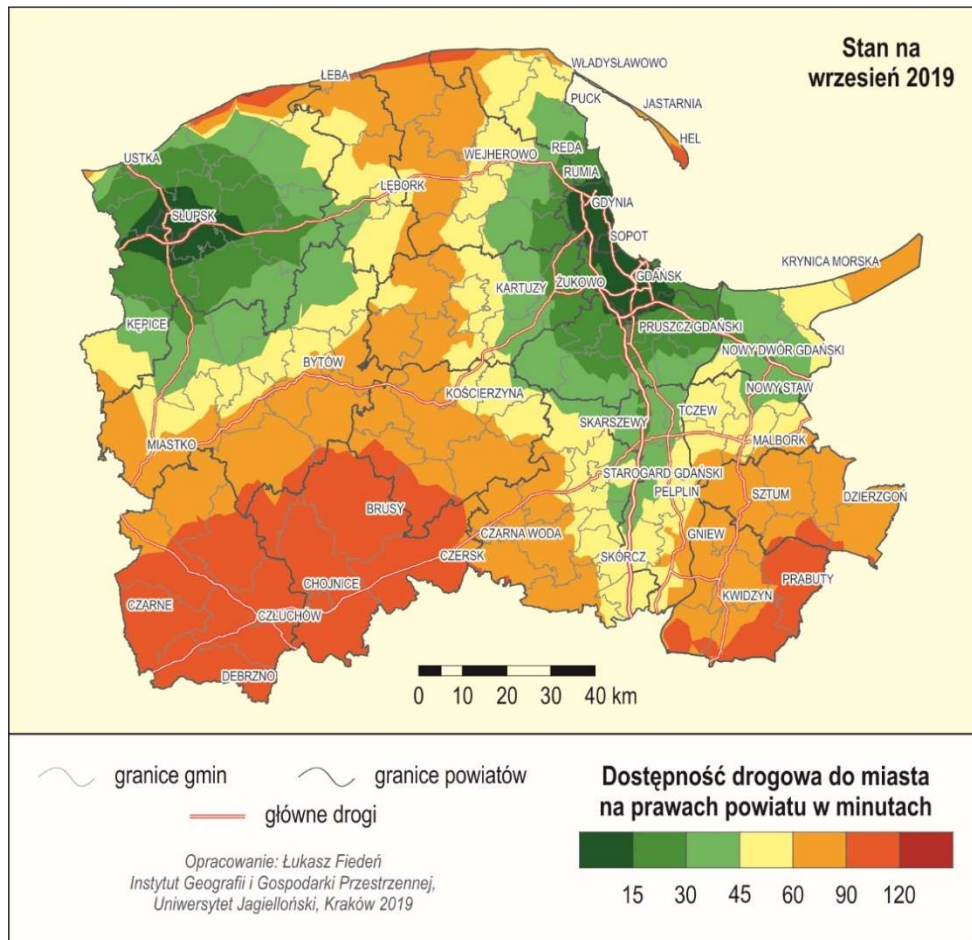 Stan na
wrzesień 2019
ŁEBA
WŁADYSŁAWOWO
PUCK
JASTARNIA
HEL
USTKA
WEJHEROWO
REDA
RUMIA
LĘBORK
GDYNIA
SŁUPSK
SOPOT
KRYNICA MORSKA
KARTUZY
ŻUKOWO
GDAŃSK
KĘPICE
PRUSZCZ GDAŃSKI
NOWY DWÓR GDAŃSKI
BYTÓW
NOWY STAW
KOŚCIERZYNA
TCZEW
SKARSZEWY
MIASTKO
MALBORK
STAROGARD GDAŃSKI
PELPLIN
SZTUM
DZIERZGOŃ
BRUSY
CZARNA WODA
GNIEW
CZERSK
SKÓRCZ
PRABUTY
CHOJNICE
KWIDZYN
CZARNE
CZŁUCHÓW
DEBRZNO
0 10 20 30 40 km
granice gmin
granice powiatów
główne drogi
Opracowanie: Łukasz Fiedeń
Instytut Geografii i Gospodarki Przestrzennej,
Uniwersytet Jagielloński, Kraków 2019
Dostępność drogowa do miasta
na prawach powiatu w minutach
15 30 45 60 90 120